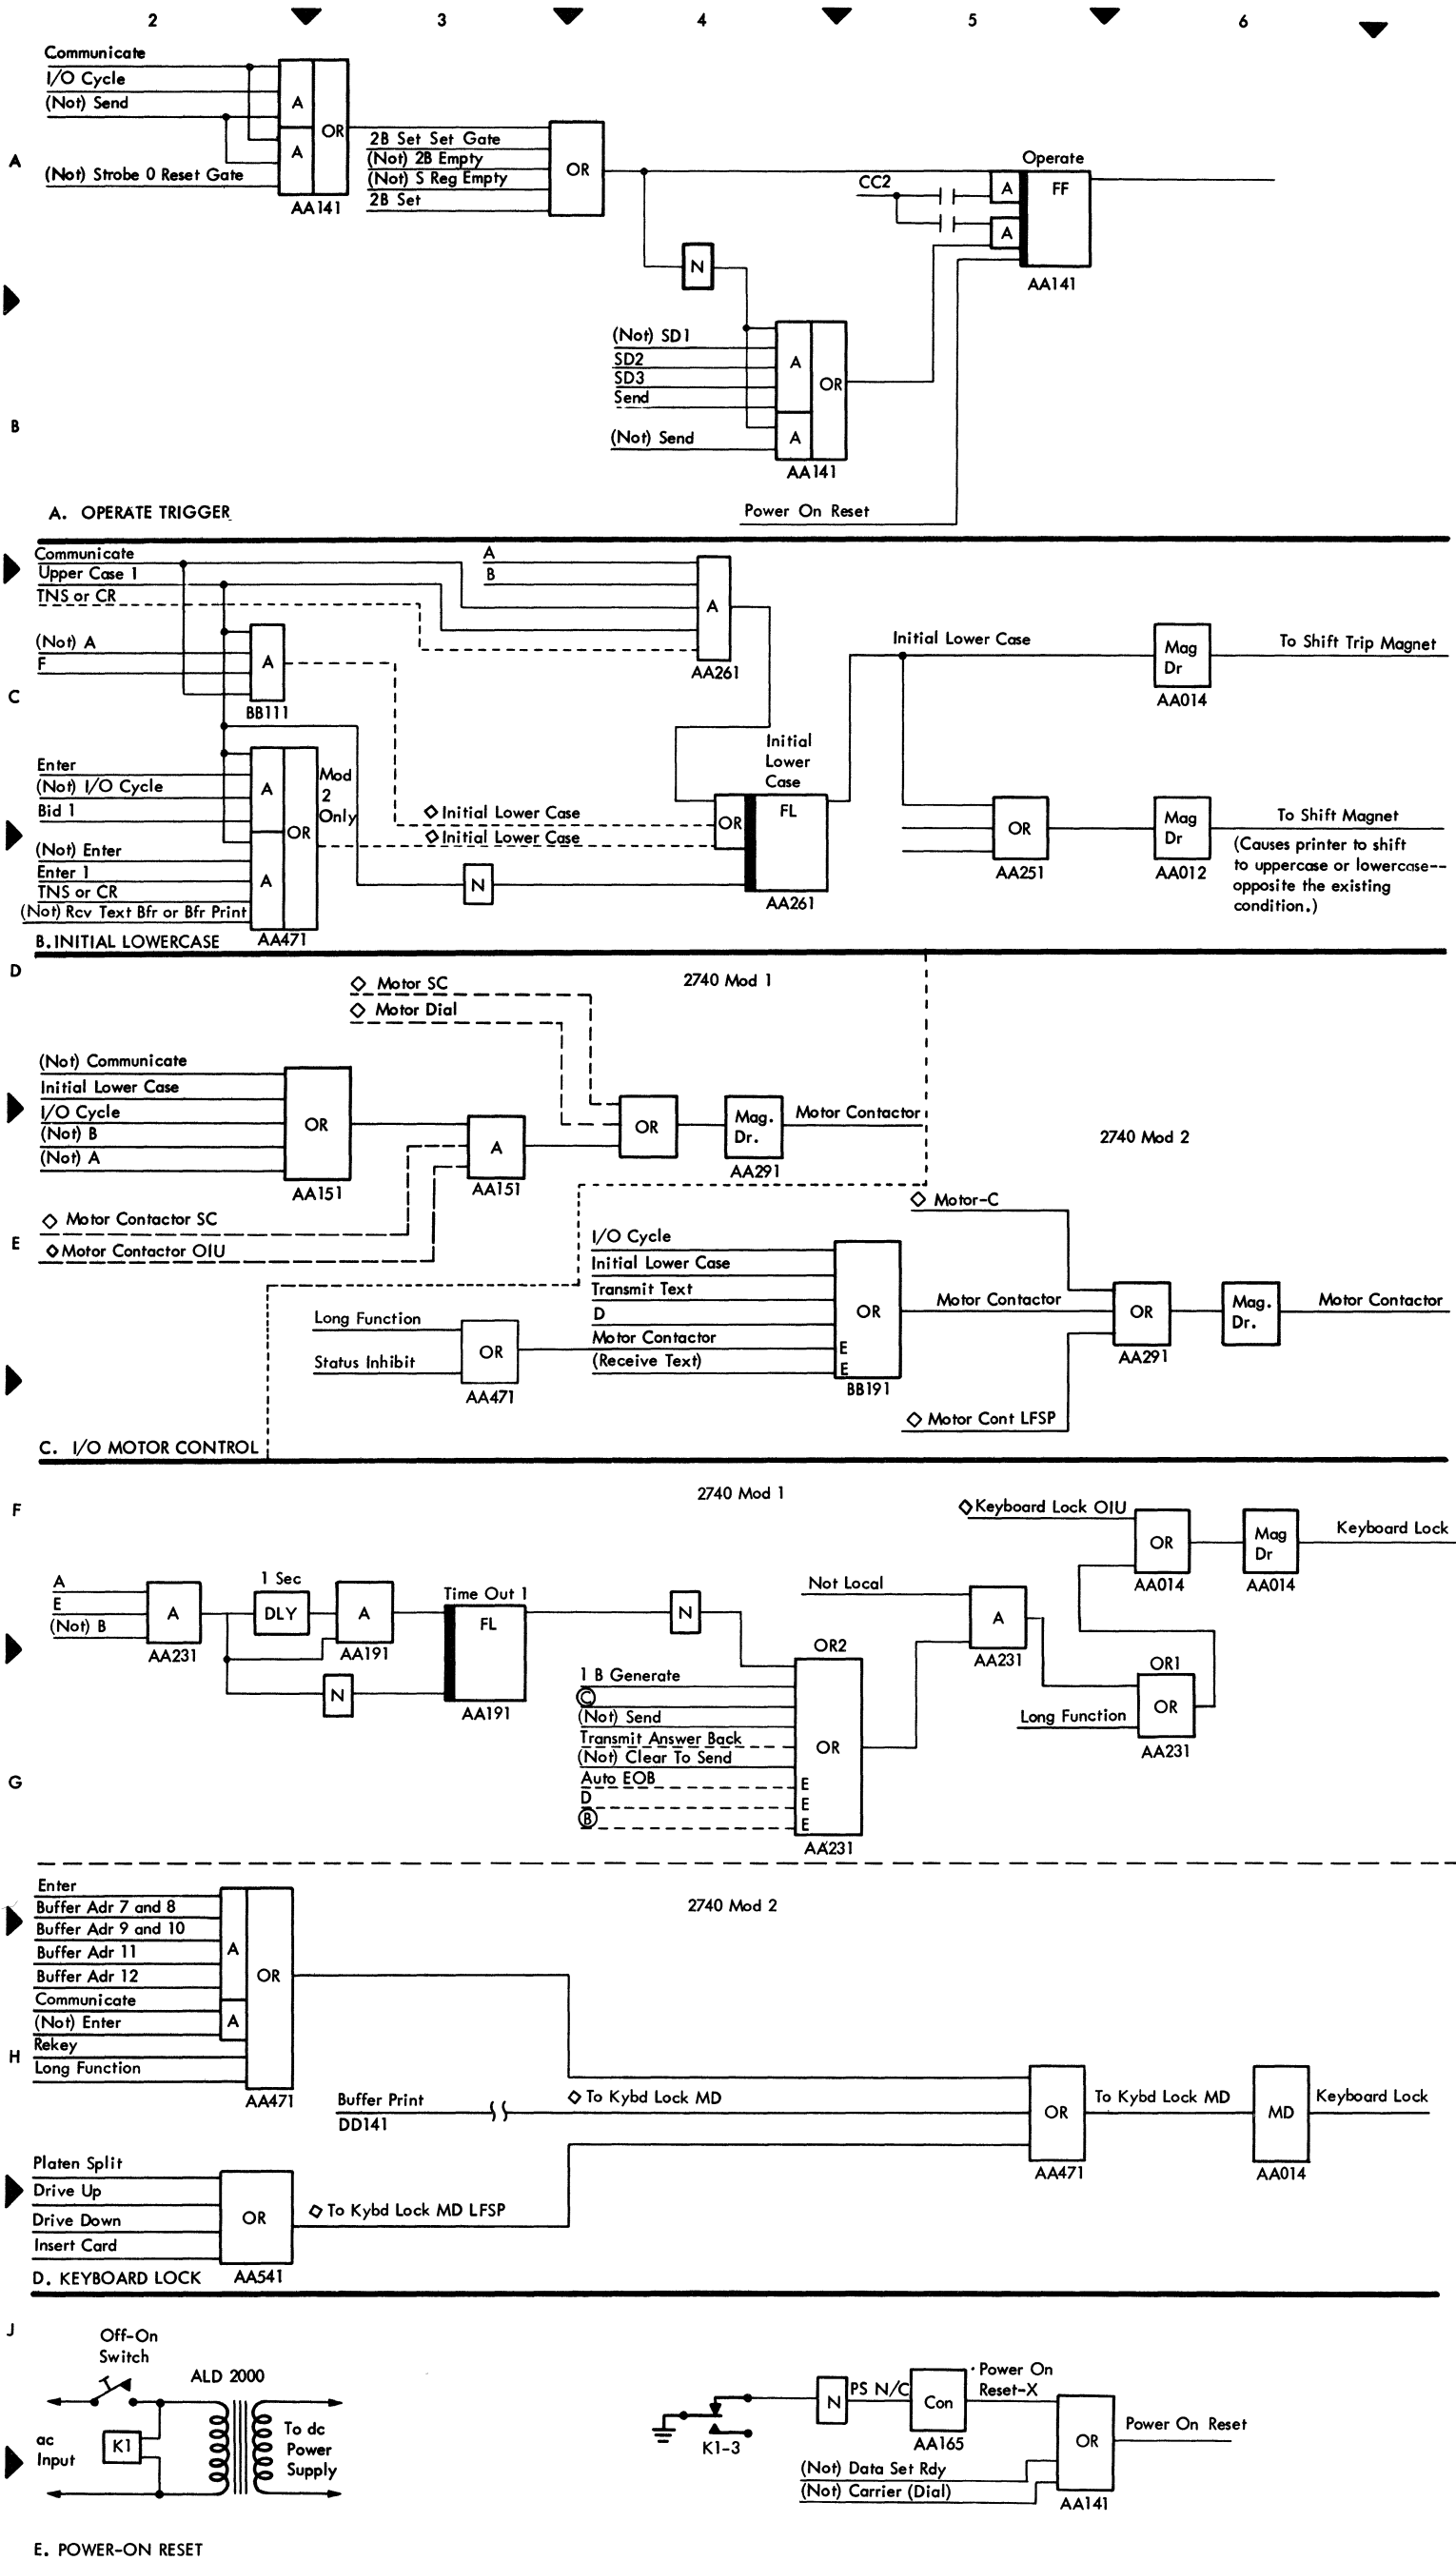 2 3 4 5 6
Communicate
I/O Cycle
(Not) Send
(Not) Strobe 0 Reset Gate
A
A
OR
AA141
A
2B Set Set Gate
(Not) 2B Empty
(Not) S Reg Empty
2B Set
OR
CC2
Operate
A
A
FF
AA141
N
(Not) SD1
SD2
SD3
Send
(Not) Send
A
A
OR
AA141
B
Power On Reset
A. OPERATE TRIGGER
Communicate
Upper Case 1
TNS or CR
A
B
A
AA261
(Not) A
F
A
BB111
C
Initial Lower Case
Mag
Dr
AA014
To Shift Trip Magnet
Enter
(Not) I/O Cycle
Bid 1
(Not) Enter
Enter 1
TNS or CR
(Not) Rcv Text Bfr or Bfr Print
A
A
OR
AA471
Mod
2
Only
◇ Initial Lower Case
◇ Initial Lower Case
N
Initial
Lower
Case
OR
FL
AA261
OR
AA251
Mag
Dr
AA012
To Shift Magnet
(Causes printer to shift
to uppercase or lowercase--
opposite the existing
condition.)
B. INITIAL LOWERCASE
D
2740 Mod 1
◇ Motor SC
◇ Motor Dial
(Not) Communicate
Initial Lower Case
I/O Cycle
(Not) B
(Not) A
OR
AA151
A
AA151
OR
Mag.
Dr.
AA291
Motor Contactor
◇ Motor Contactor SC
◇ Motor Contactor OIU
E
2740 Mod 2
◇ Motor-C
I/O Cycle
Initial Lower Case
Transmit Text
D
Motor Contactor
(Receive Text)
E
E
OR
BB191
Long Function
Status Inhibit
OR
AA471
Motor Contactor
◇ Motor Cont LFSP
OR
AA291
Mag.
Dr.
Motor Contactor
C. I/O MOTOR CONTROL
F
2740 Mod 1
◇ Keyboard Lock OIU
OR
AA014
Mag
Dr
AA014
Keyboard Lock
A
E
(Not) B
A
AA231
1 Sec
DLY
A
AA191
N
Time Out 1
FL
AA191
N
Not Local
A
AA231
OR1
OR
AA231
Long Function
OR2
1 B Generate
C
(Not) Send
Transmit Answer Back
(Not) Clear To Send
Auto EOB
D
B
OR
E
E
E
AA231
G
2740 Mod 2
Enter
Buffer Adr 7 and 8
Buffer Adr 9 and 10
Buffer Adr 11
Buffer Adr 12
Communicate
(Not) Enter
Rekey
Long Function
A
A
OR
AA471
H
Buffer Print
DD141
◇ To Kybd Lock MD
OR
AA471
To Kybd Lock MD
MD
AA014
Keyboard Lock
Platen Split
Drive Up
Drive Down
Insert Card
OR
AA541
◇ To Kybd Lock MD LFSP
D. KEYBOARD LOCK
J
Off-On
Switch
ALD 2000
ac
Input
K1
To dc
Power
Supply
K1-3
N
PS N/C
Con
AA165
Power On
Reset-X
(Not) Data Set Rdy
(Not) Carrier (Dial)
OR
AA141
Power On Reset
E. POWER-ON RESET